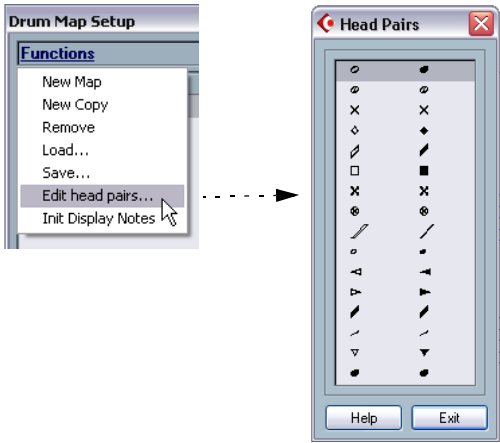 Drum Map Setup
Functions
New Map
New Copy
Remove
Load...
Save...
Edit head pairs...
Init Display Notes
Head Pairs
Help
Exit